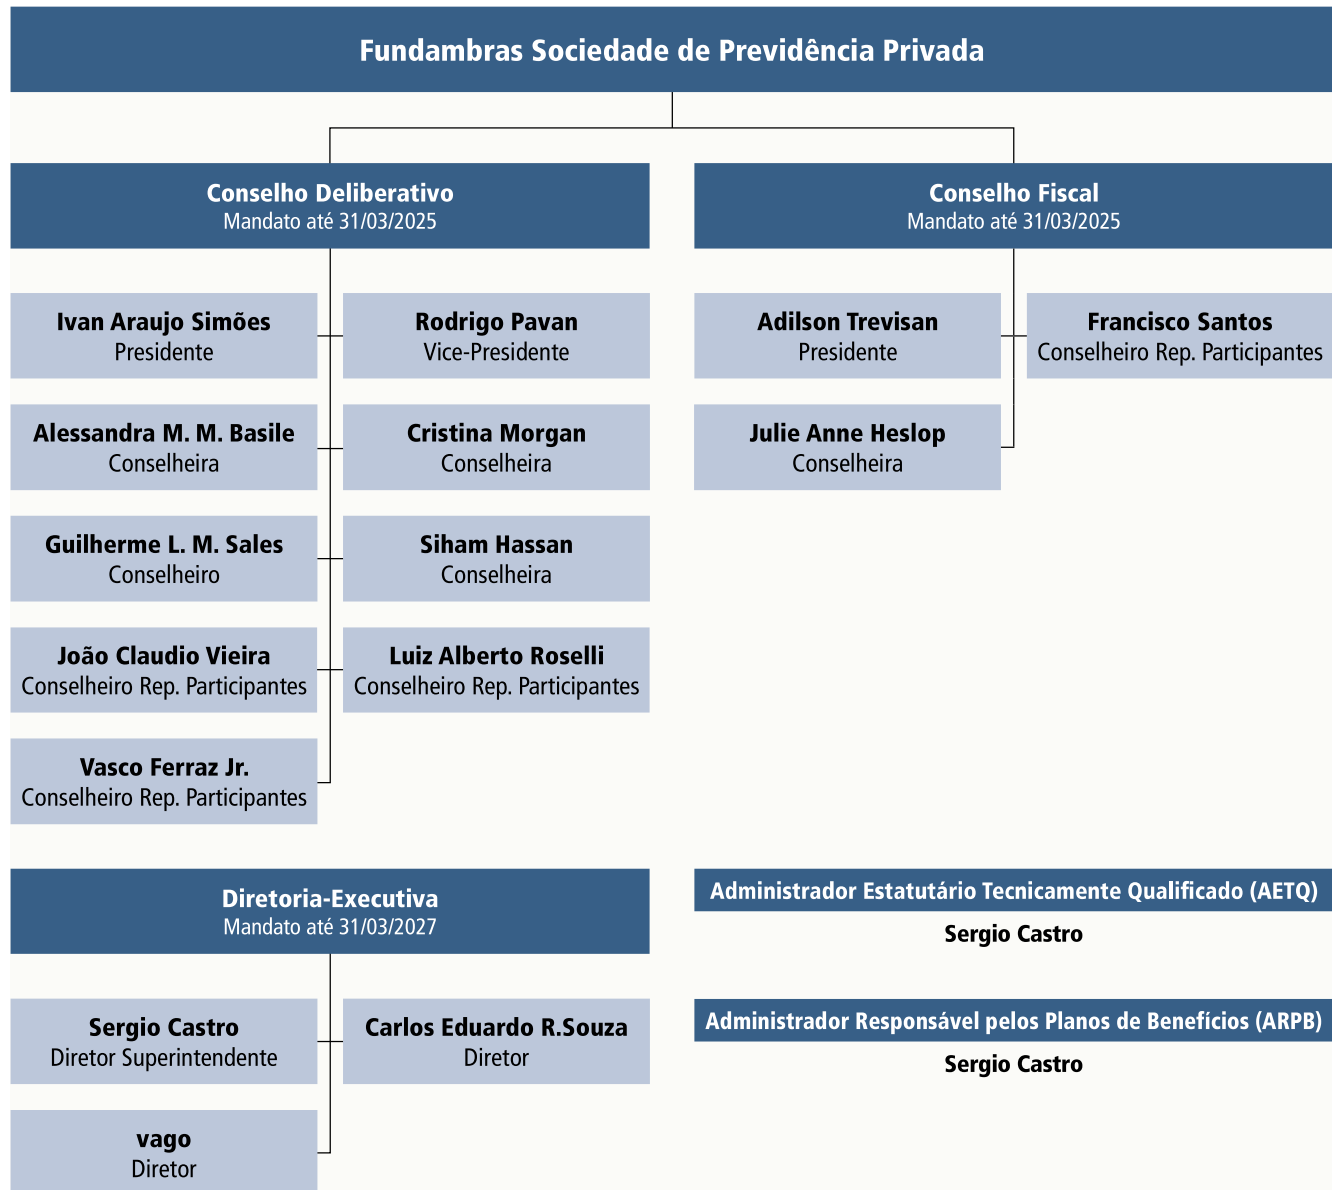 Fundambras Sociedade de Previdência Privada
Conselho Deliberativo
Mandato até 31/03/2025
Ivan Araujo Simões
Presidente
Rodrigo Pavan
Vice-Presidente
Alessandra M. M. Basile
Conselheira
Cristina Morgan
Conselheira
Guilherme L. M. Sales
Conselheiro
Siham Hassan
Conselheira
João Claudio Vieira
Conselheiro Rep. Participantes
Luiz Alberto Roselli
Conselheiro Rep. Participantes
Vasco Ferraz Jr.
Conselheiro Rep. Participantes
Conselho Fiscal
Mandato até 31/03/2025
Adilson Trevisan
Presidente
Francisco Santos
Conselheiro Rep. Participantes
Julie Anne Heslop
Conselheira
Diretoria-Executiva
Mandato até 31/03/2027
Sergio Castro
Diretor Superintendente
Carlos Eduardo R.Souza
Diretor
vago
Diretor
Administrador Estatutário Tecnicamente Qualificado (AETQ)
Sergio Castro
Administrador Responsável pelos Planos de Benefícios (ARPB)
Sergio Castro